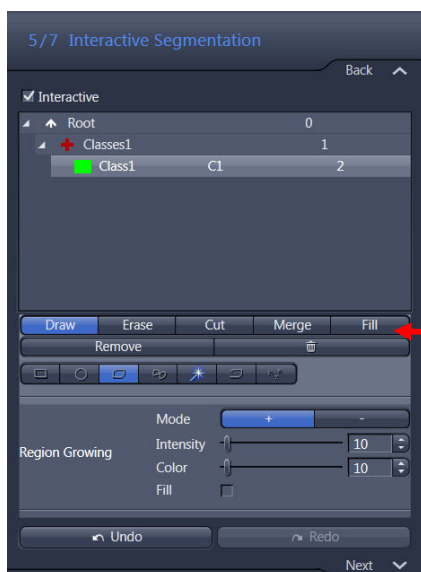 5/7 Interactive Segmentation
Back
Interactive
Root 0
Classes1 1
Class1 C1 2
Draw Erase Cut Merge Fill
Remove
Mode + -
Region Growing
Intensity 10
Color 10
Fill
Undo Redo
Next